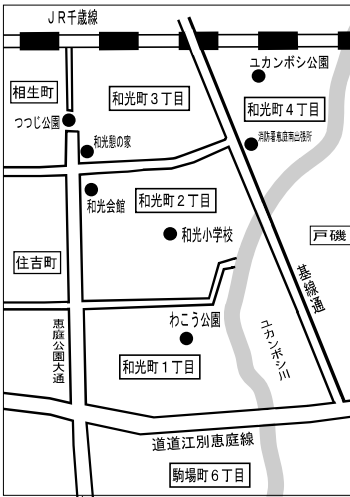 JR千歳線
ユカンボシ公園
相生町
和光町3丁目
和光町4丁目
つつじ公園
消防署恵庭南出張所
和光憩の家
和光会館
和光町2丁目
和光小学校
戸磯
住吉町
基線通
わこう公園
恵庭公園大通
ユカンボシ川
和光町1丁目
道道江別恵庭線
駒場町6丁目